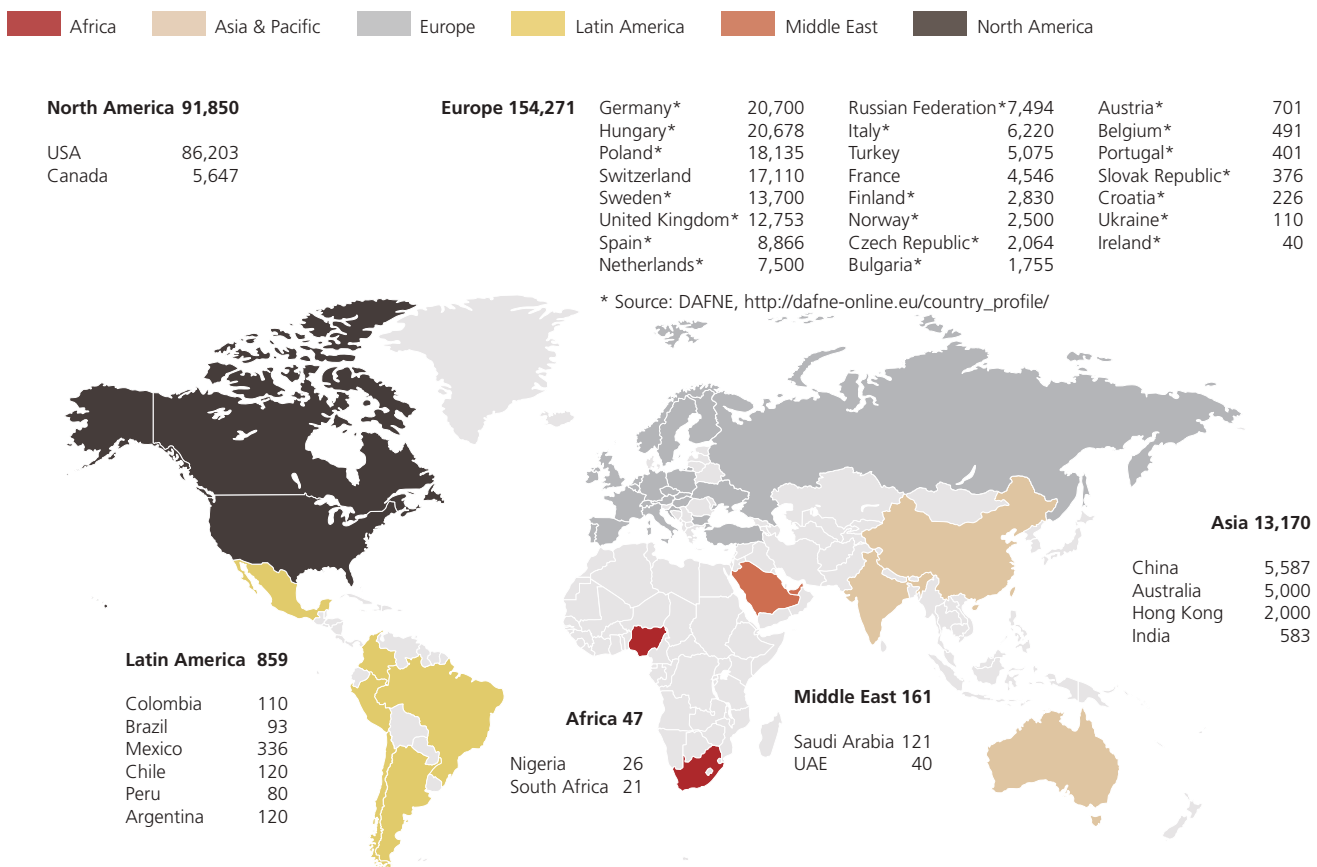 Africa Asia & Pacific Europe Latin America Middle East North America
North America 91,850
USA 86,203
Canada 5,647
Europe 154,271
Germany* 20,700
Hungary* 20,678
Poland* 18,135
Switzerland 17,110
Sweden* 13,700
United Kingdom* 12,753
Spain* 8,866
Netherlands* 7,500
Russian Federation* 7,494
Italy* 6,220
Turkey 5,075
France 4,546
Finland* 2,830
Norway* 2,500
Czech Republic* 2,064
Bulgaria* 1,755
Austria* 701
Belgium* 491
Portugal* 401
Slovak Republic* 376
Croatia* 226
Ukraine* 110
Ireland* 40
* Source: DAFNE, http://dafne-online.eu/country_profile/
Asia 13,170
China 5,587
Australia 5,000
Hong Kong 2,000
India 583
Latin America 859
Colombia 110
Brazil 93
Mexico 336
Chile 120
Peru 80
Argentina 120
Africa 47
Nigeria 26
South Africa 21
Middle East 161
Saudi Arabia 121
UAE 40